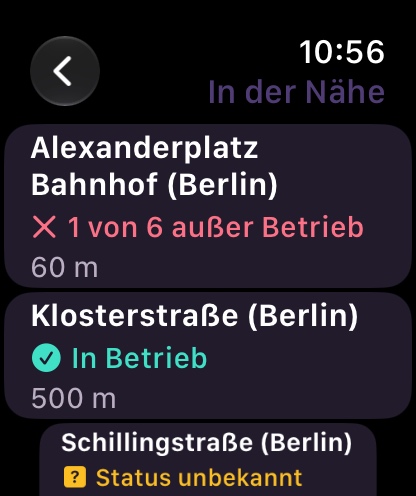 10:56
In der Nähe
Alexanderplatz
Bahnhof (Berlin)
1 von 6 außer Betrieb
60 m
Klosterstraße (Berlin)
In Betrieb
500 m
Schillingstraße (Berlin)
? Status unbekannt